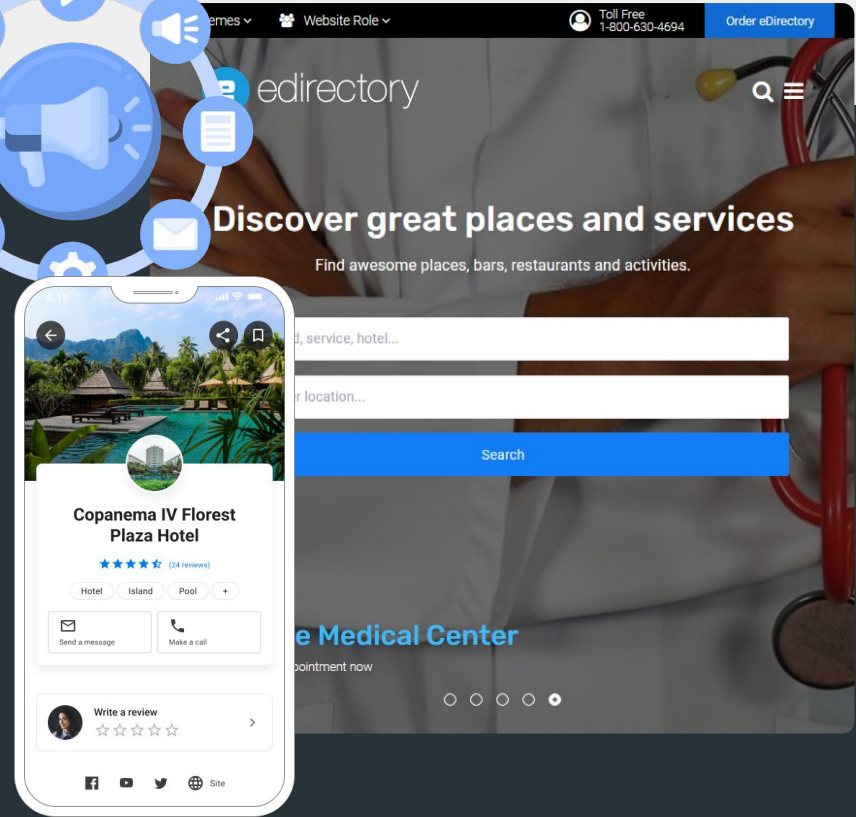 Website Role
Toll Free
1-800-630-4694
Order eDirectory
edirectory
Discover great places and services
Find awesome places, bars, restaurants and activities.
service, hotel...
location...
Search
8:15
Copanema IV Florest
Plaza Hotel
(24 reviews)
Hotel
Island
Pool
+
Send a message
Make a call
Write a review
Site
Medical Center
now